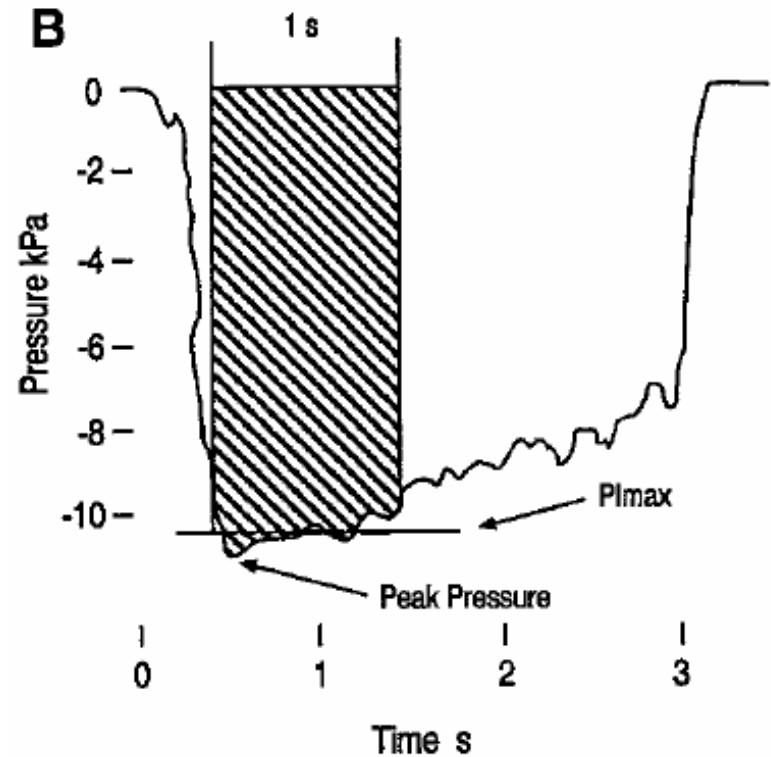 B
1 s
0
-2
-4
-6
-8
-10
Pressure kPa
PImax
Peak Pressure
0 1 2 3
Time s